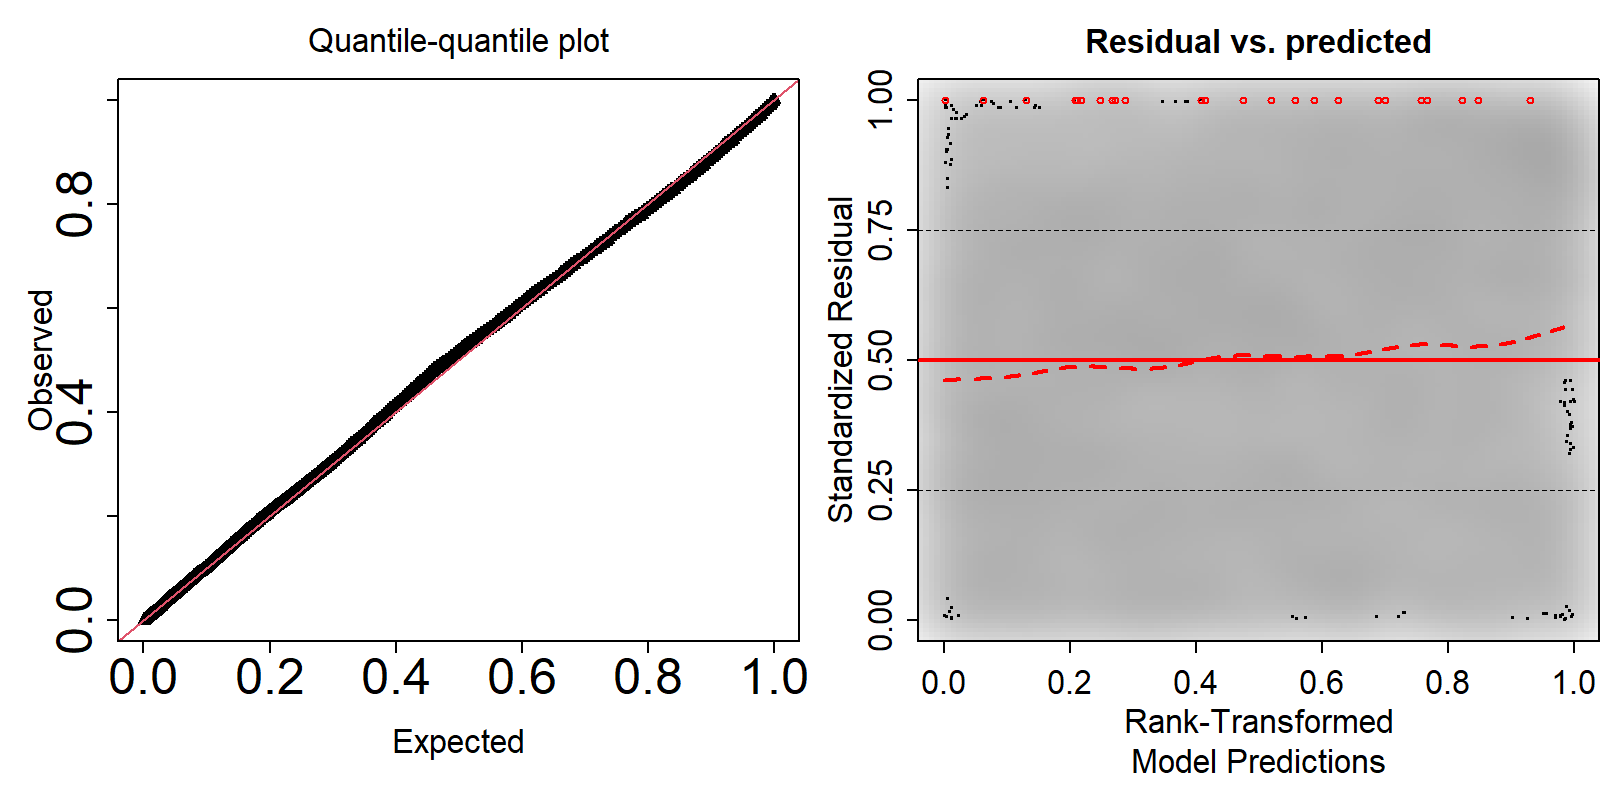 Quantile-quantile plot
Observed
0.0
0.4
0.8
0.0 0.2 0.4 0.6 0.8 1.0
Expected
Residual vs. predicted
Standardized Residual
0.00 0.25 0.50 0.75 1.00
0.0 0.2 0.4 0.6 0.8 1.0
Rank-Transformed
Model Predictions